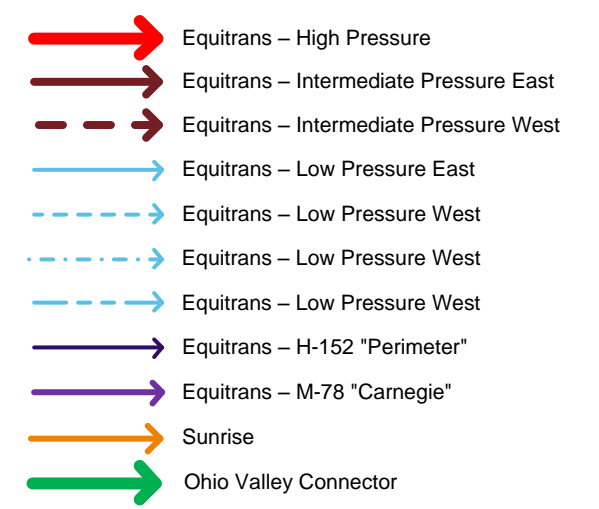 Equitrans – High Pressure
Equitrans – Intermediate Pressure East
Equitrans – Intermediate Pressure West
Equitrans – Low Pressure East
Equitrans – Low Pressure West
Equitrans – Low Pressure West
Equitrans – Low Pressure West
Equitrans – H-152 "Perimeter"
Equitrans – M-78 "Carnegie"
Sunrise
Ohio Valley Connector